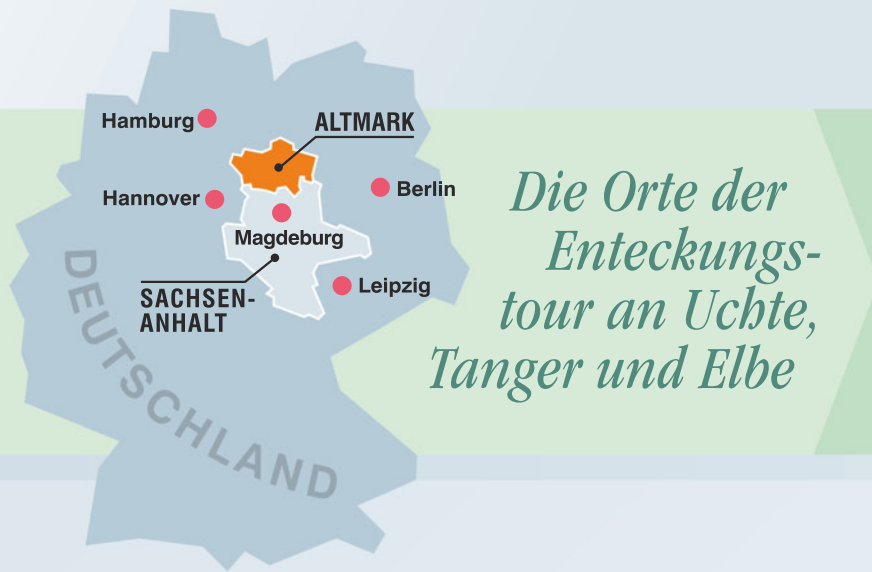 Hamburg
ALTMARK
Hannover
Berlin
Magdeburg
Leipzig
SACHSEN-
ANHALT
DEUTSCHLAND
Die Orte der
Enteckungs-
tour an Uchte,
Tanger und Elbe